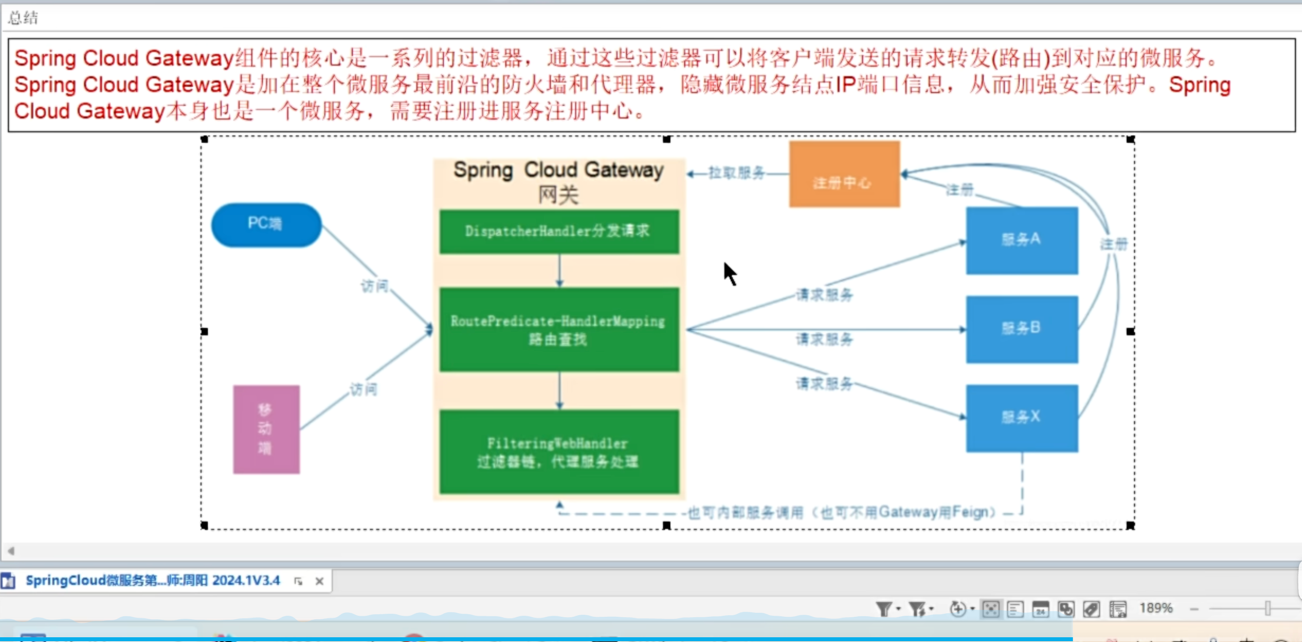 总结
Spring Cloud Gateway组件的核心是一系列的过滤器，通过这些过滤器可以将客户端发送的请求转发(路由)到对应的微服务。
Spring Cloud Gateway是加在整个微服务最前沿的防火墙和代理器，隐藏微服务结点IP端口信息，从而加强安全保护。Spring
Cloud Gateway本身也是一个微服务，需要注册进服务注册中心。
Spring Cloud Gateway
网关
拉取服务
注册中心
注册
PC端
DispatcherHandler分发请求
服务A
注册
访问
请求服务
RoutePredicate-HandlerMapping
路由查找
服务B
请求服务
访问
请求服务
移
动
端
服务X
FilteringWebHandler
过滤器链，代理服务处理
也可内部服务调用（也可不用Gateway用Feign）
SpringCloud微服务第...师:周阳 2024.1V3.4
189%